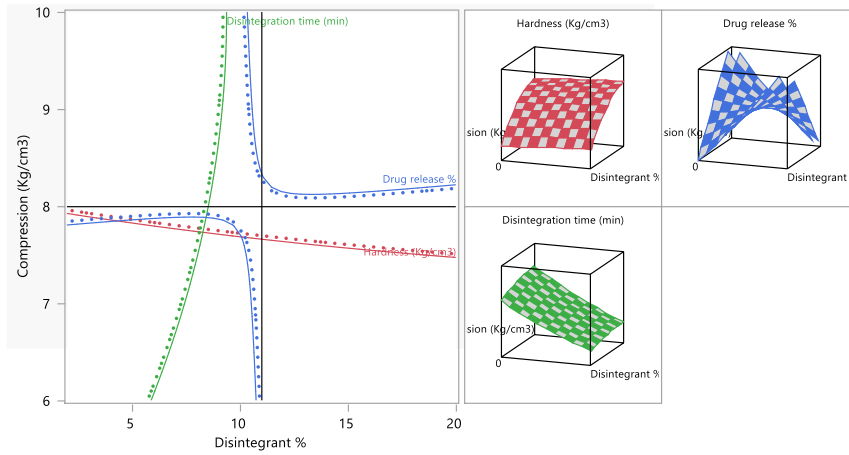 10
9
8
7
6
Compression (Kg/cm3)
5
10
15
20
Disintegrant %
Disintegration time (min)
Drug release %
Hardness (Kg/cm3)
Hardness (Kg/cm3)
sion (Kg
0
Disintegrant %
Drug release %
sion (Kg
0
Disintegrant
Disintegration time (min)
sion (Kg/cm3)
0
Disintegrant %